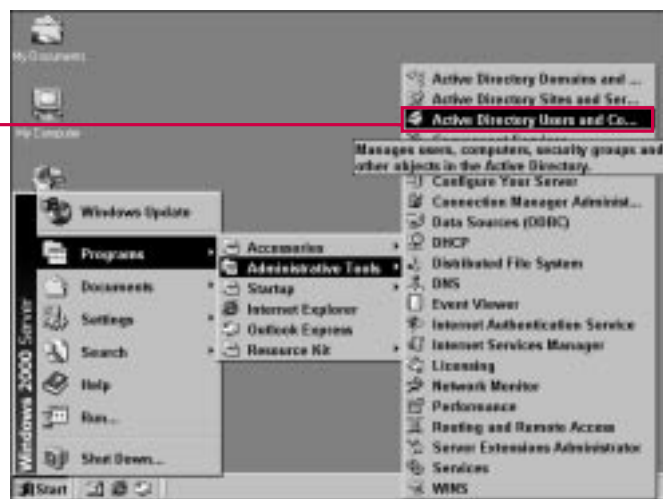 My Documents
My Computer
Active Directory Domains and ...
Active Directory Sites and Ser...
Active Directory Users and Co...
Component Services
Manages users, computers, security groups and
other objects in the Active Directory.
Configure Your Server
Connection Manager Administ...
Data Sources (ODBC)
DHCP
Distributed File System
DNS
Event Viewer
Internet Authentication Service
Internet Services Manager
Licensing
Network Monitor
Performance
Routing and Remote Access
Server Extensions Administrator
Services
WINS
Accessories
Administrative Tools
Startup
Internet Explorer
Outlook Express
Resource Kit
Windows Update
Programs
Documents
Settings
Search
Help
Run...
Shut Down...
Windows 2000 Server
Start